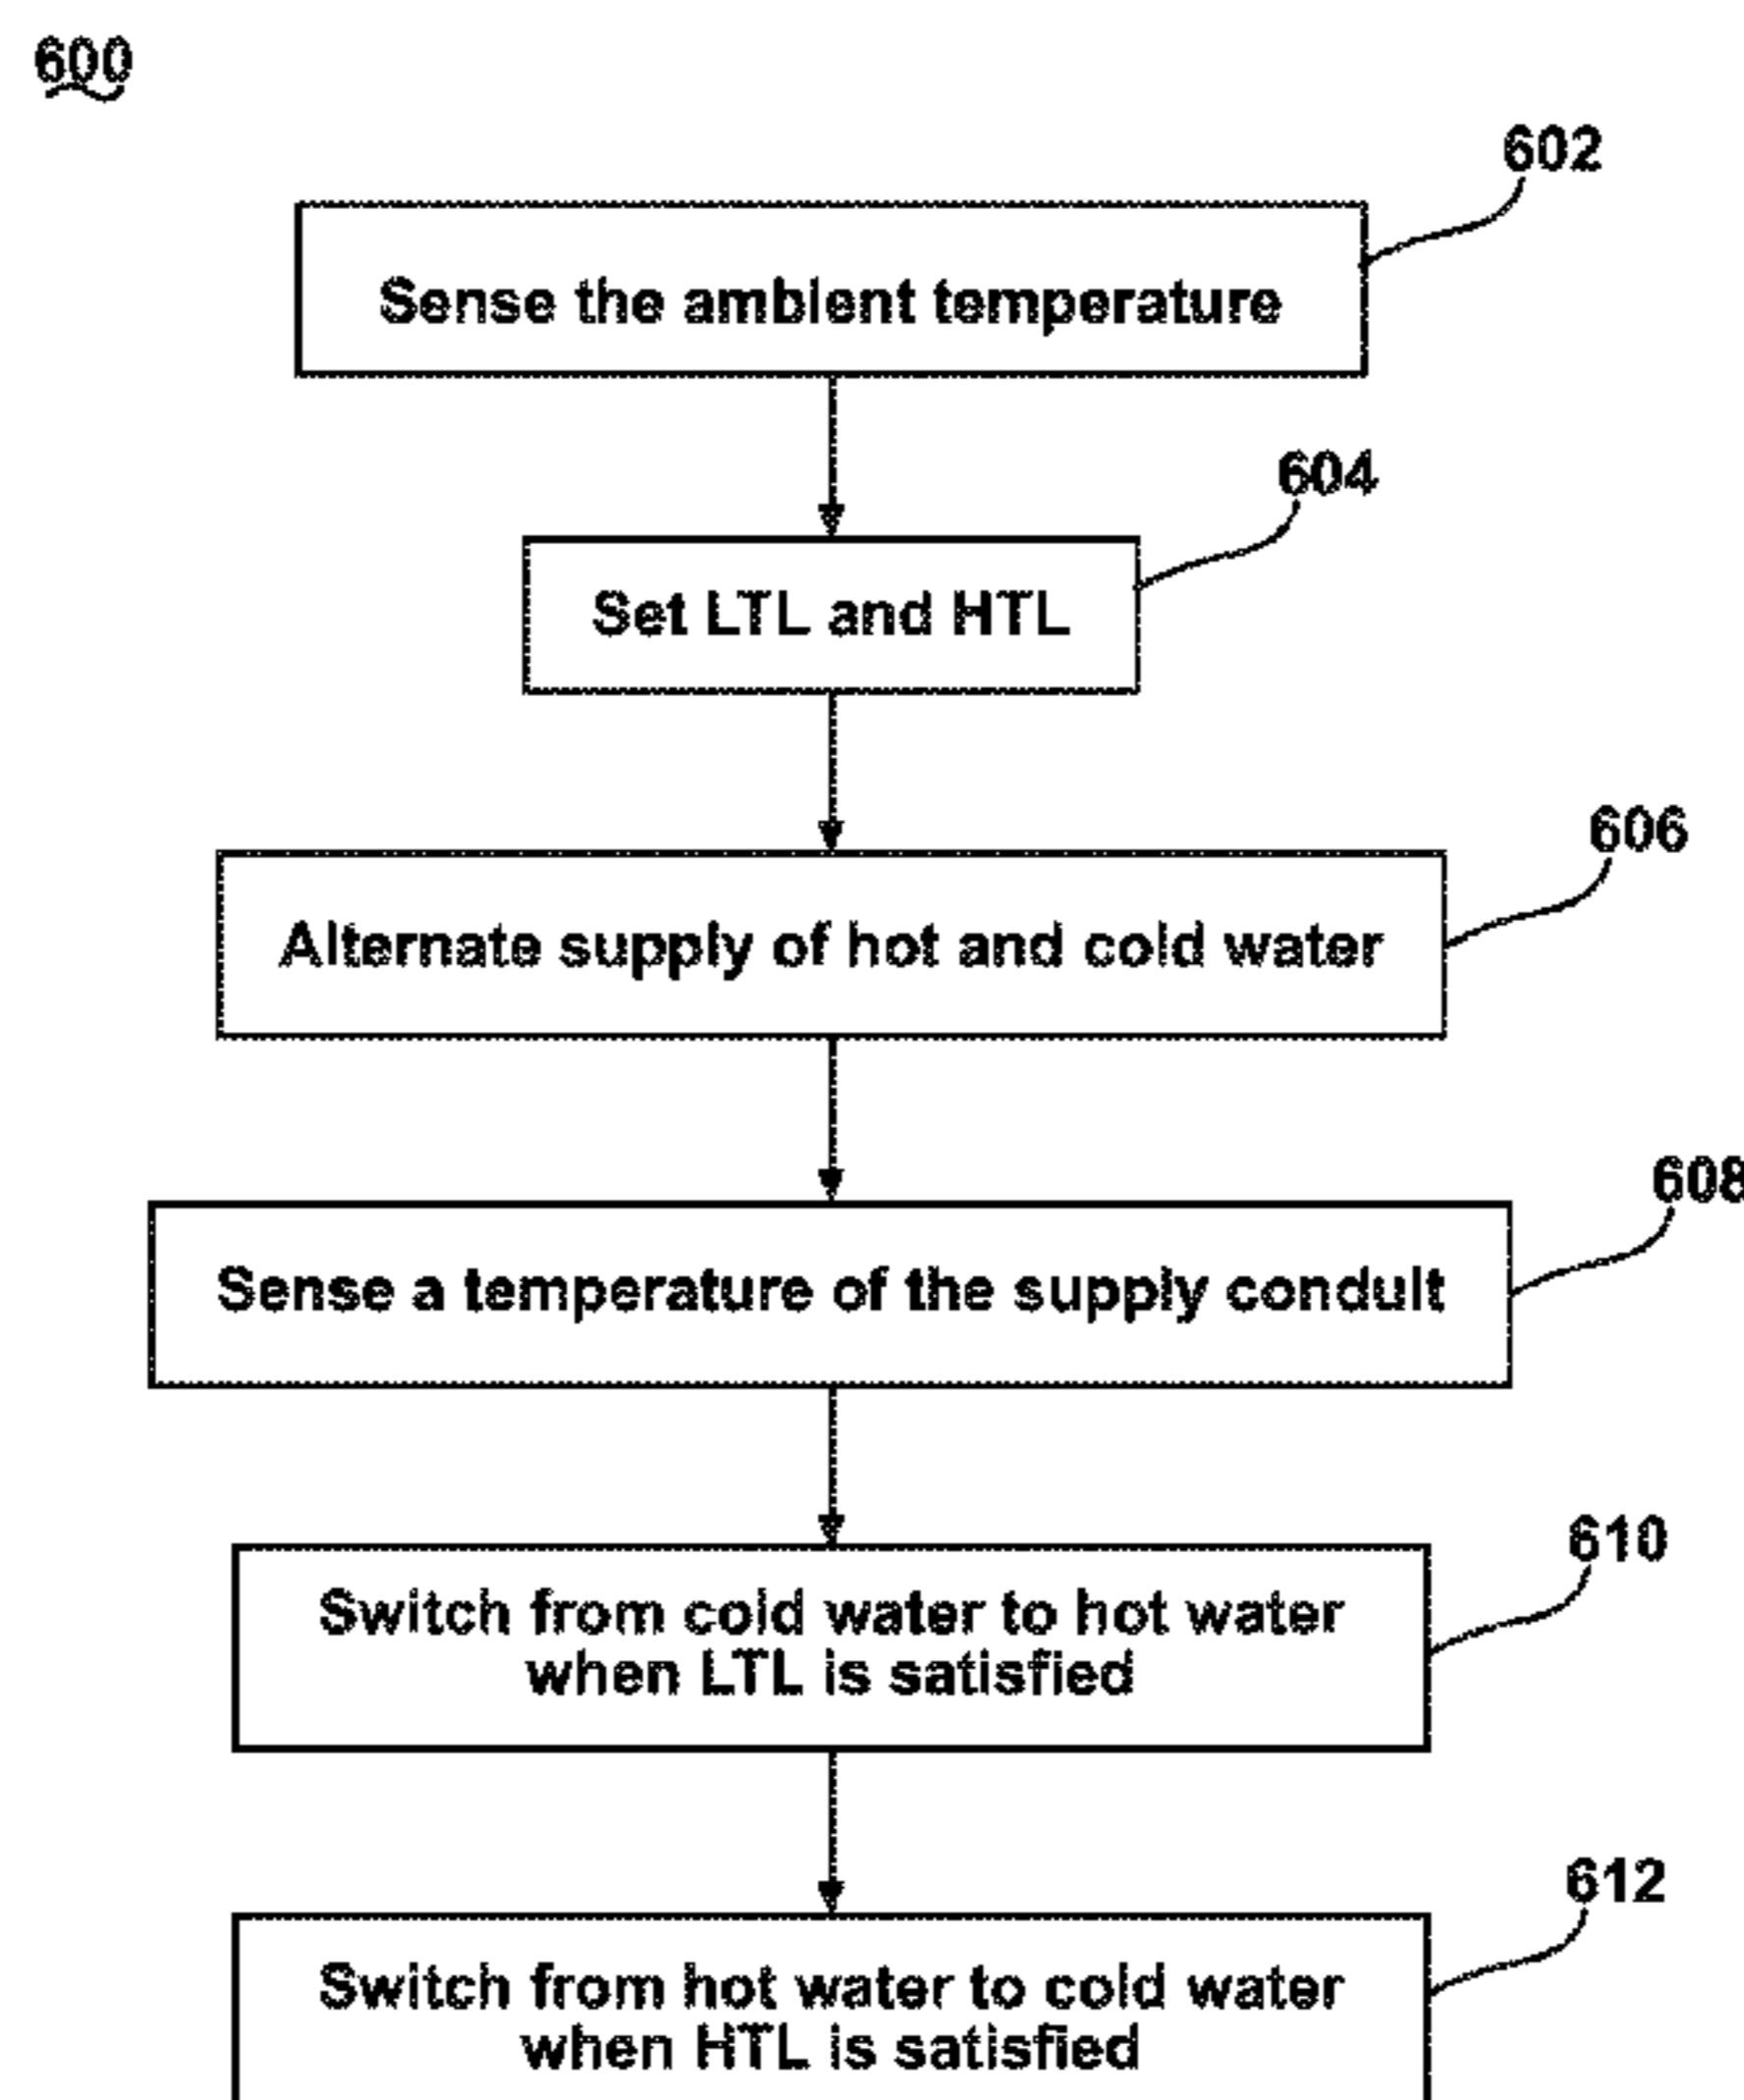 600
602
Sense the ambient temperature
604
Set LTL and HTL
606
Alternate supply of hot and cold water
608
Sense a temperature of the supply conduit
610
Switch from cold water to hot water
when LTL is satisfied
612
Switch from hot water to cold water
when HTL is satisfied